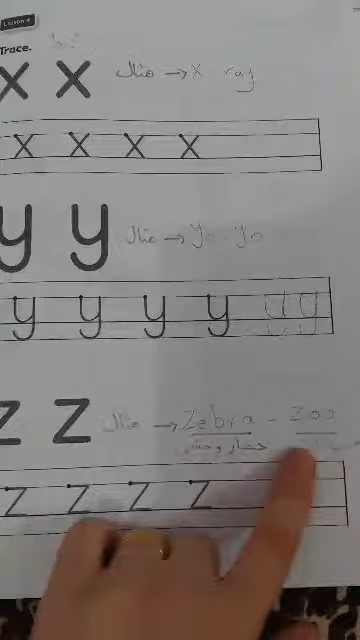 Lesson 4
Trace.
x x مثال → x - ray
x x x x
y y مثال → yo - yo
y y y y y y
z z مثال → Zebra - Zoo
حمار وحشي
z z z z